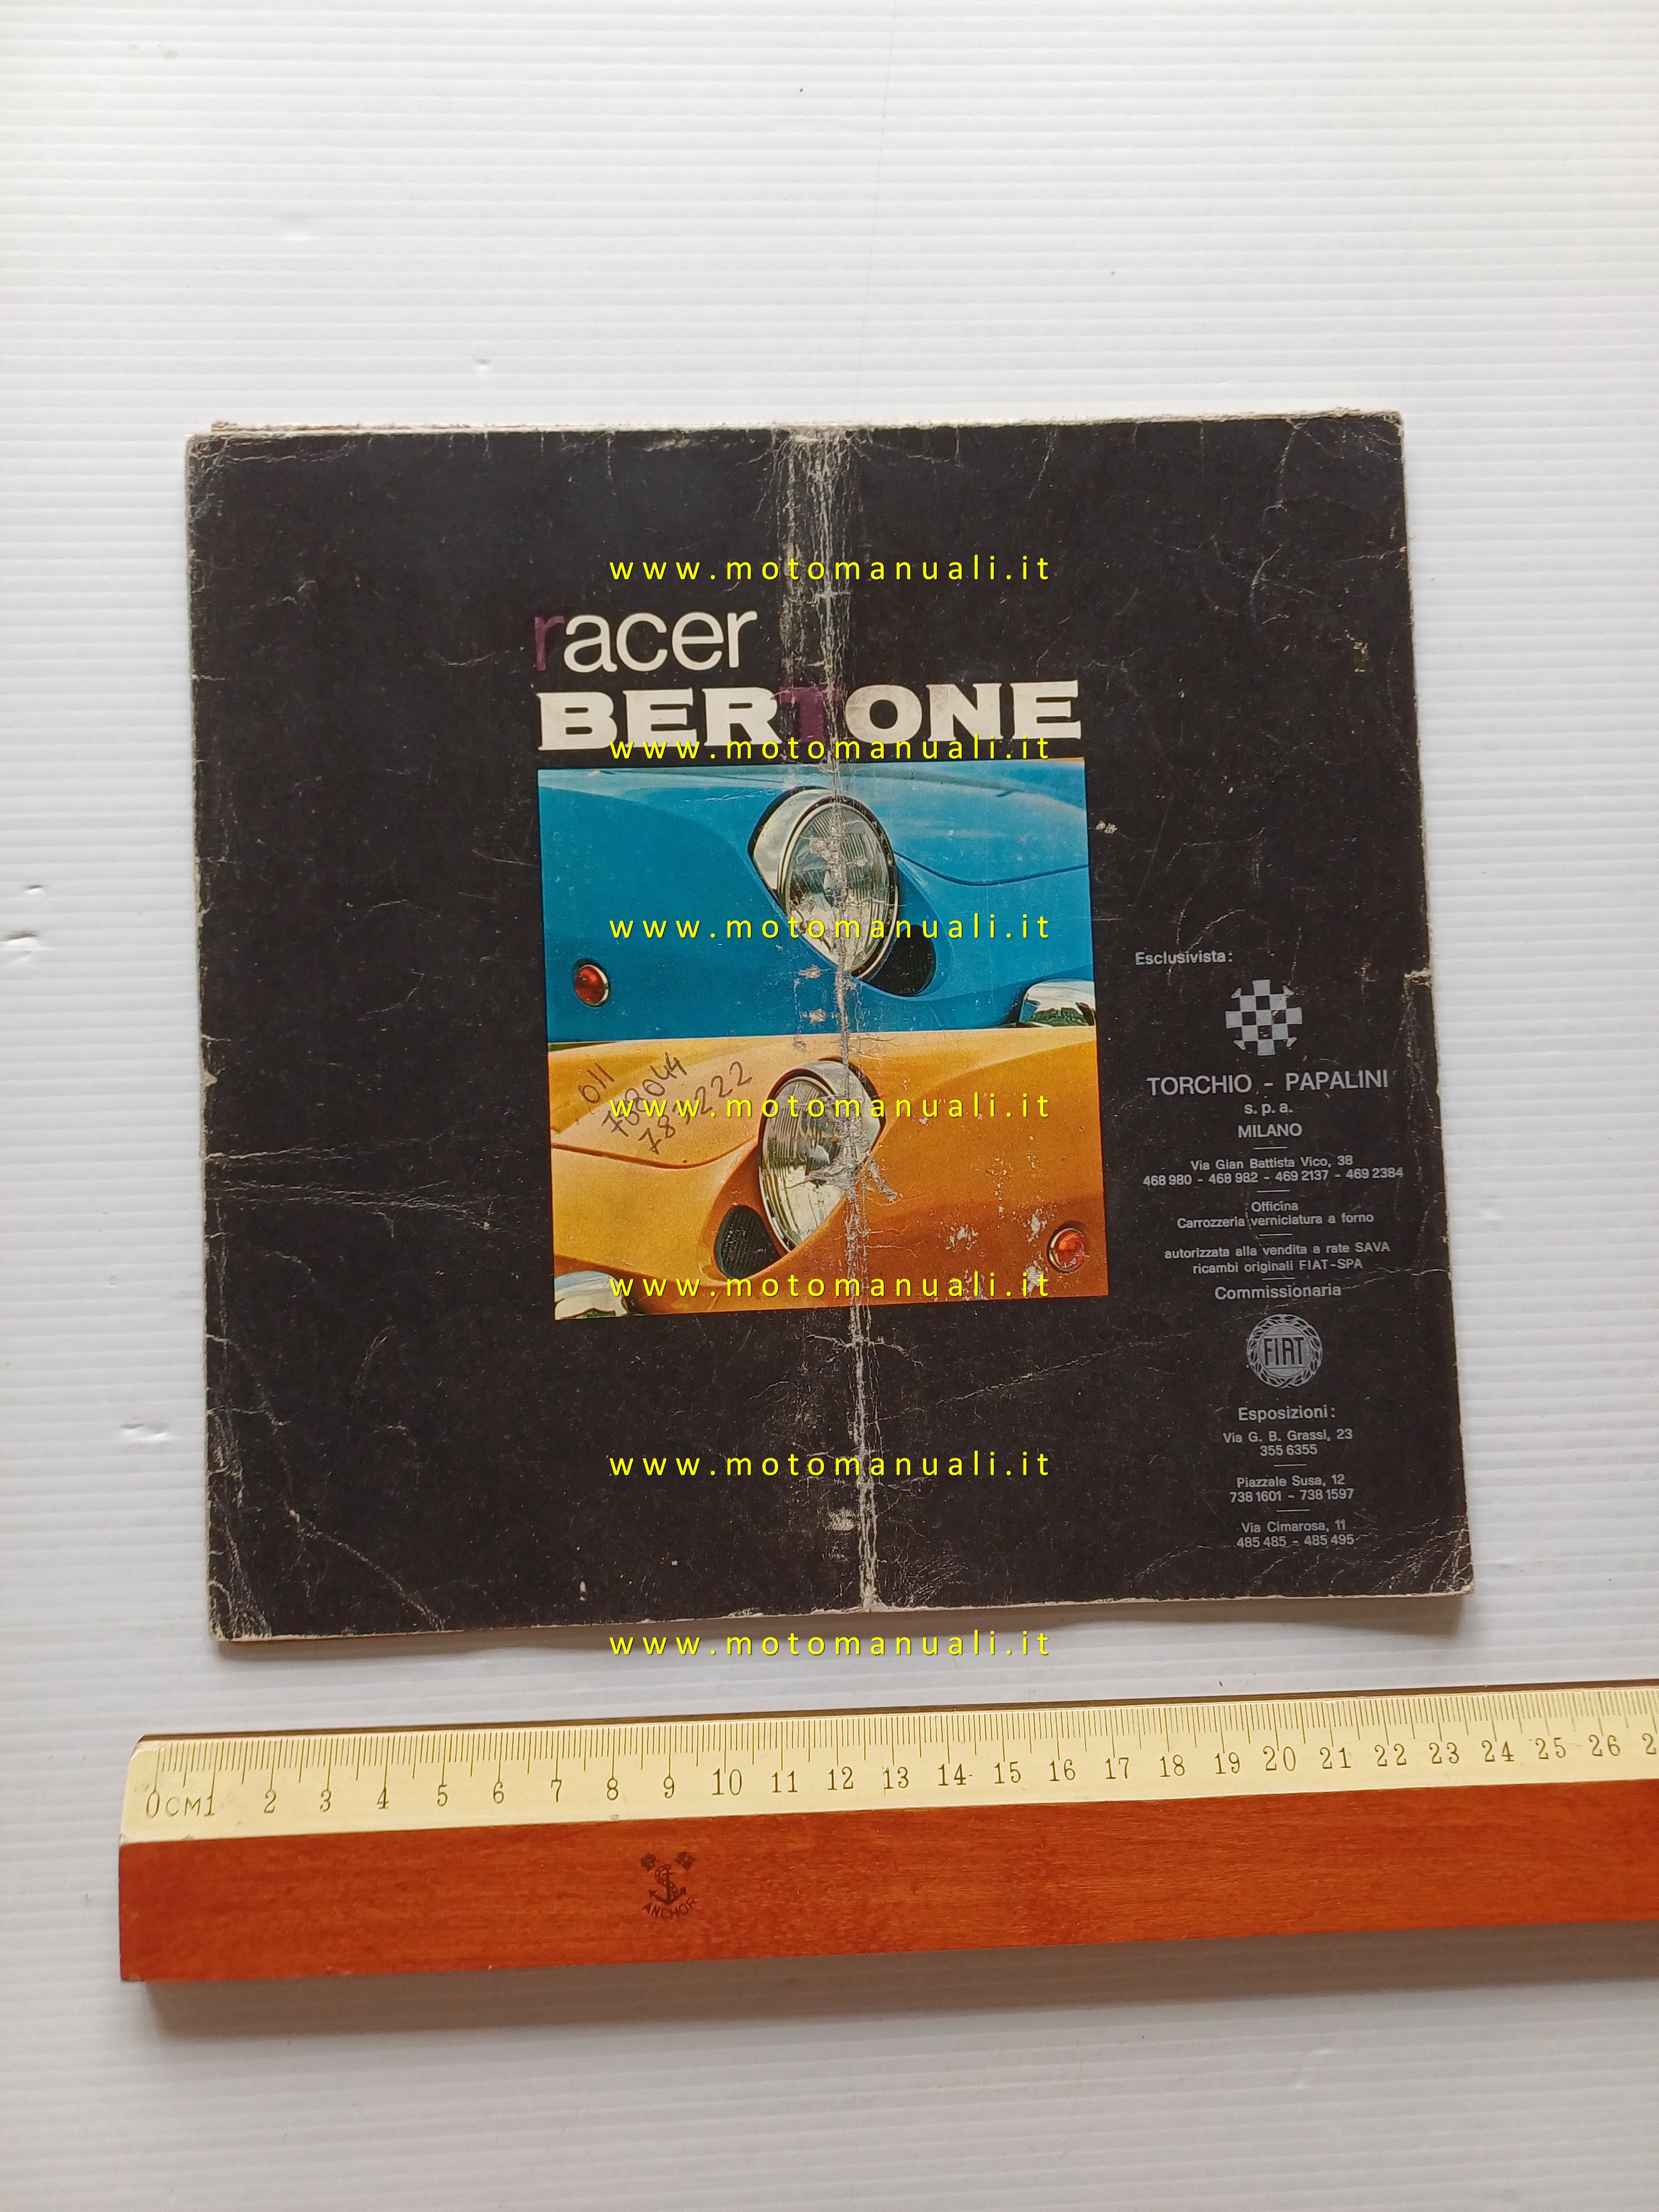 www.motomanuali.it
racer
BERTONE
www.motomanuali.it
www.motomanuali.it
Esclusivista:
011
768044
www.motomanuali.it
TORCHIO - PAPALINI
s.p.a.
MILANO
Via Gian Battista Vico, 38
468 980 - 468 982 - 469 2137 - 469 2384
Officina
Carrozzeria verniciatura a forno
autorizzata alla vendita a rate SAVA
ricambi originali FIAT-SPA
Commissionaria
www.motomanuali.it
FIAT
Esposizioni:
Via G. B. Grassi, 23
355 6355
www.motomanuali.it
Piazzale Susa, 12
738 1601 - 738 1597
Via Cimarosa, 11
485 485 - 485 495
www.motomanuali.it
0CM1 2 3 4 5 6 7 8 9 10 11 12 13 14 15 16 17 18 19 20 21 22 23 24 25 26 2
ANCHOR